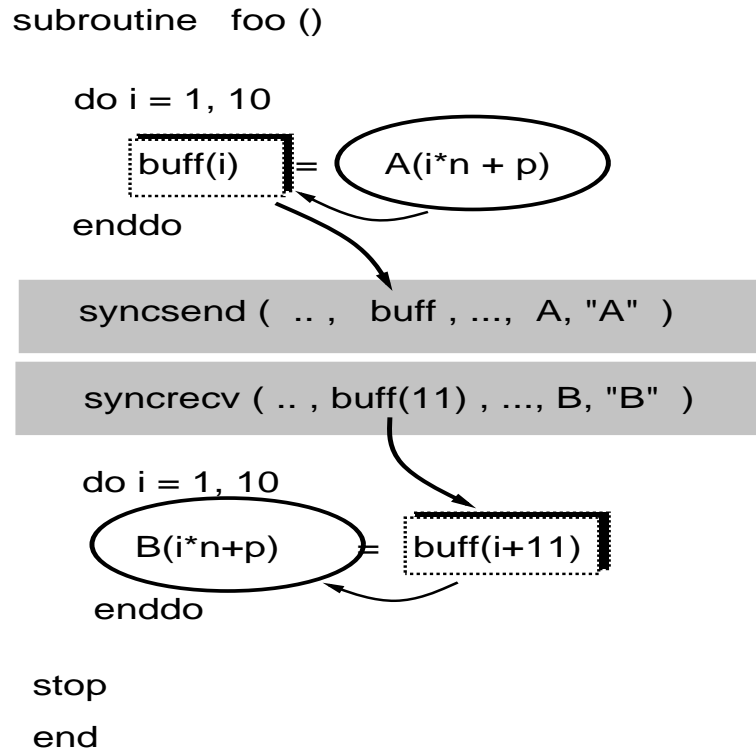 subroutine foo ()
do i = 1, 10
buff(i) = A(i*n + p)
enddo
syncsend ( .. , buff , ..., A, "A" )
syncrecv ( .. , buff(11) , ..., B, "B" )
do i = 1, 10
B(i*n+p) = buff(i+11)
enddo
stop
end